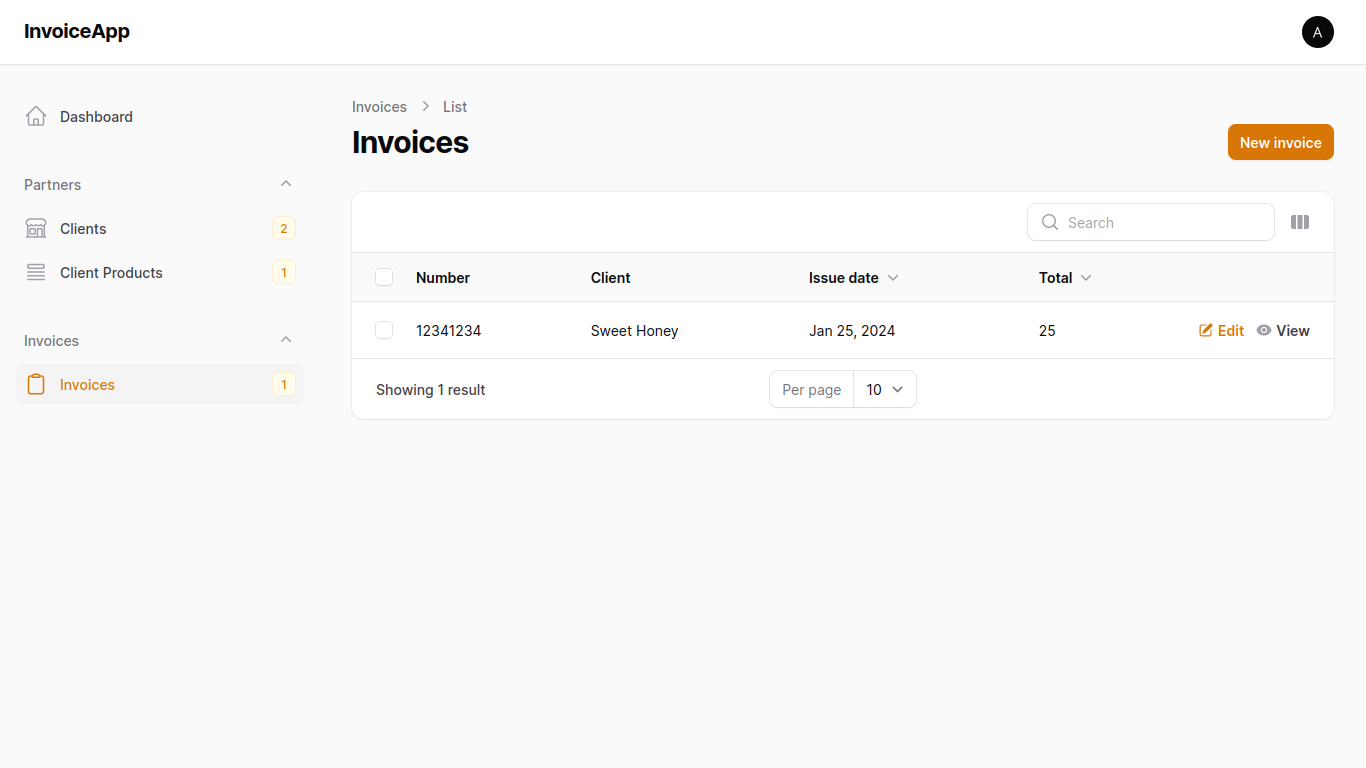 InvoiceApp
A
Dashboard
Partners
Clients 2
Client Products 1
Invoices
Invoices 1
Invoices List
Invoices
New invoice
Search
Number Client Issue date Total
12341234 Sweet Honey Jan 25, 2024 25 Edit View
Showing 1 result Per page 10